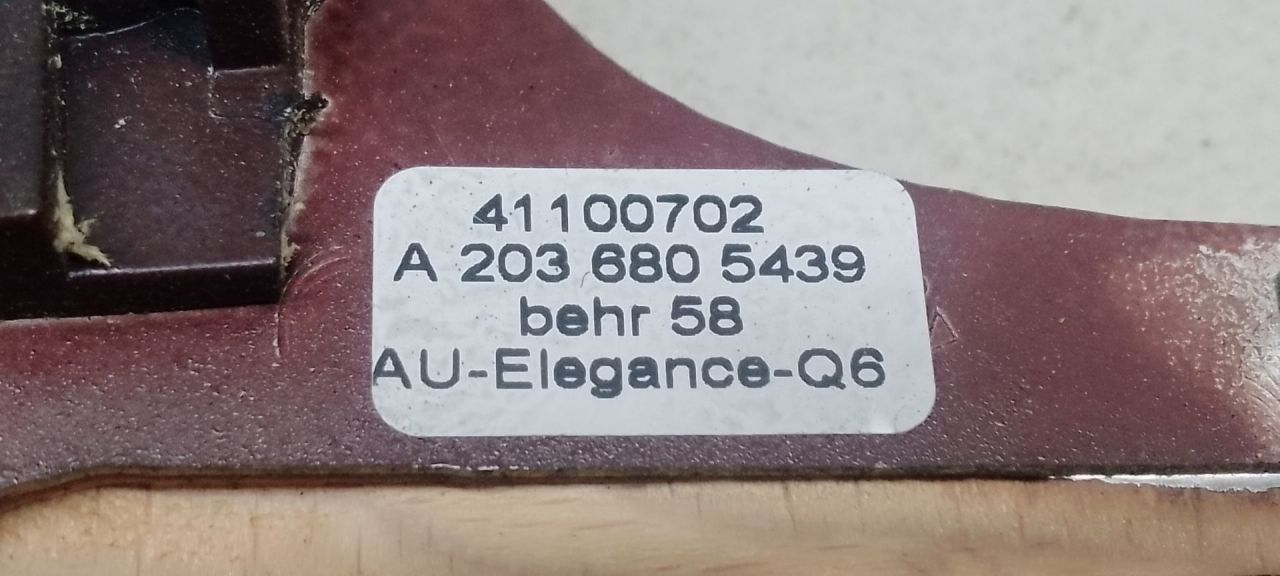 41100702
A 203 680 5439
behr 58
AU-Elegance-Q6